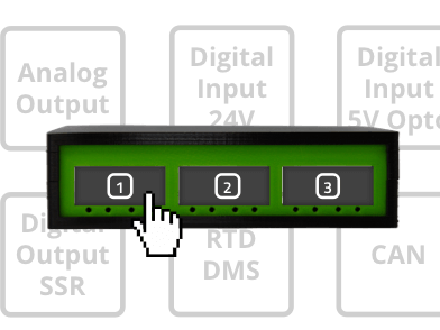 Analog
Output
Digital
Input
24V
Digital
Input
5V Opto
1
2
3
Digital
Output
SSR
RTD
DMS
CAN